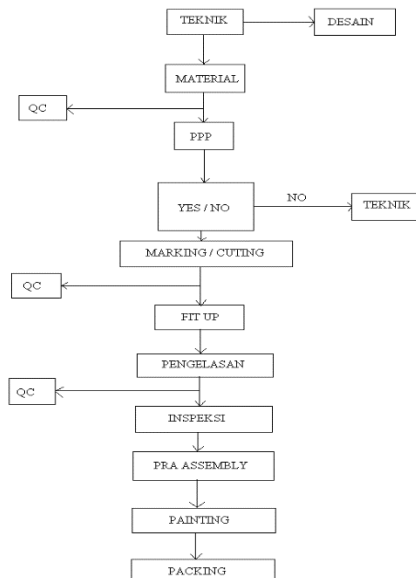 TEKNIK
DESAIN
MATERIAL
QC
PPP
YES / NO
NO
TEKNIK
MARKING / CUTING
QC
FIT UP
PENGELASAN
QC
INSPEKSI
PRA ASSEMBLY
PAINTING
PACKING